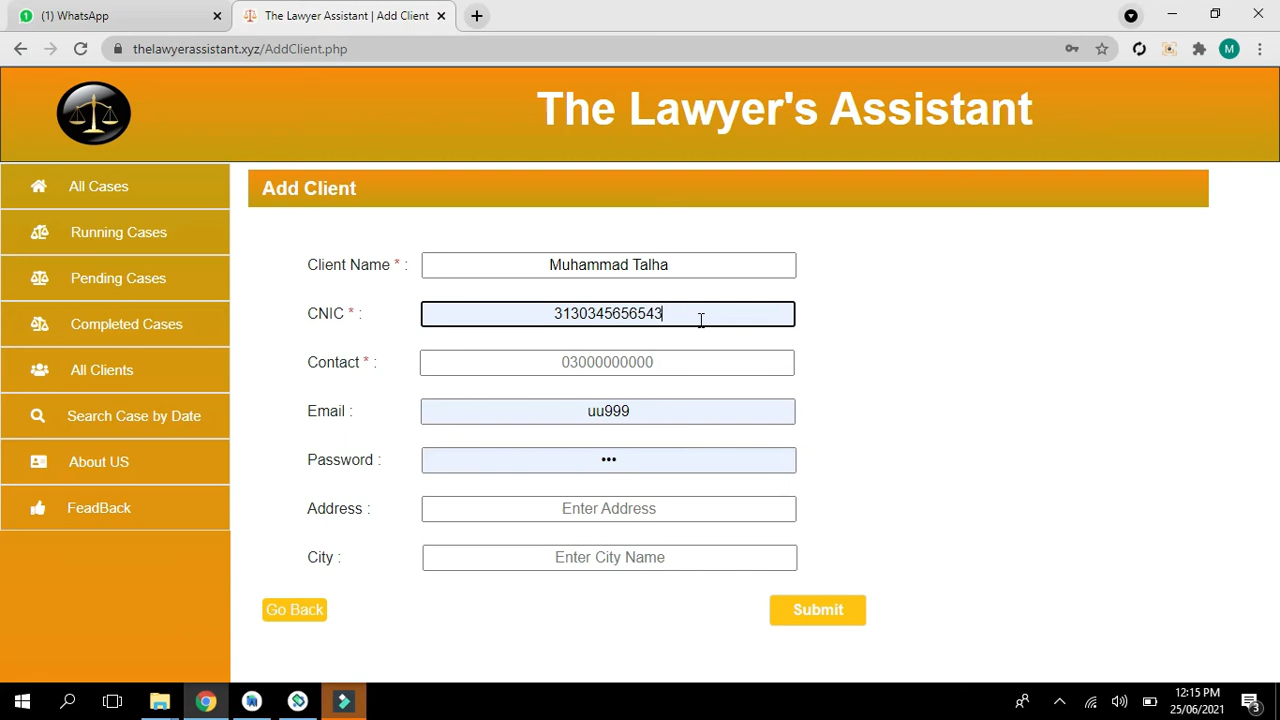 (1) WhatsApp
The Lawyer Assistant | Add Client
thelawyerassistant.xyz/AddClient.php
M
The Lawyer's Assistant
All Cases
Running Cases
Pending Cases
Completed Cases
All Clients
Search Case by Date
About US
FeadBack
Add Client
Client Name * : Muhammad Talha
CNIC * : 3130345656543
Contact * : 03000000000
Email : uu999
Password : •••
Address : Enter Address
City : Enter City Name
Go Back
Submit
12:15 PM
25/06/2021
3